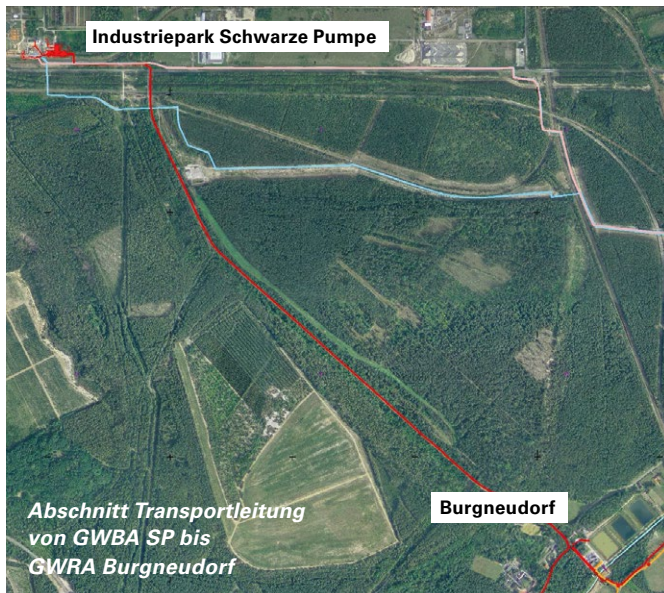 Industriepark Schwarze Pumpe
Burgneudorf
Abschnitt Transportleitung
von GWBA SP bis
GWRA Burgneudorf